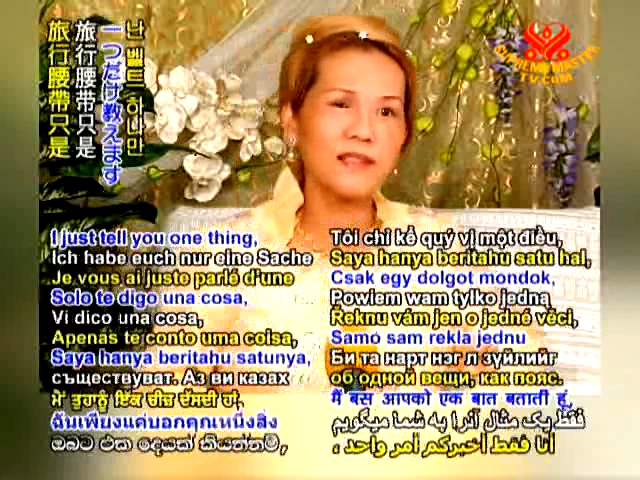 난 벨트 하나만
一つだけ教えます
旅行腰帶只是
旅行腰带只是
SUPREME MASTER
TV.COM
I just tell you one thing,
Ich habe euch nur eine Sache
Je vous ai juste parlé d'une
Solo te digo una cosa,
Vi dico una cosa,
Apenas te conto uma coisa,
Saya hanya beritahu satunya,
съществуват. Аз ви казах
ਮੈਂ ਤੁਹਾਨੂੰ ਇੱਕ ਚੀਜ਼ ਦੱਸਦੀ ਹਾਂ,
ฉันเพียงแค่บอกคุณหนึ่งสิ่ง
ඔබට එක දෙයක් කියන්නම්,
Tôi chỉ kể quý vị một điều,
Saya hanya beritahu satu hal,
Csak egy dolgot mondok,
Powiem wam tylko jedną
Řeknu vám jen o jedné věci,
Samo sam rekla jednu
Би та нарт нэг л зүйлийг
об одной вещи, как пояс.
मैं बस आपको एक बात बताती हूं,
فقط یک مثال آنرا به شما میگویم
أنا فقط أخبركم أمر واحد ،